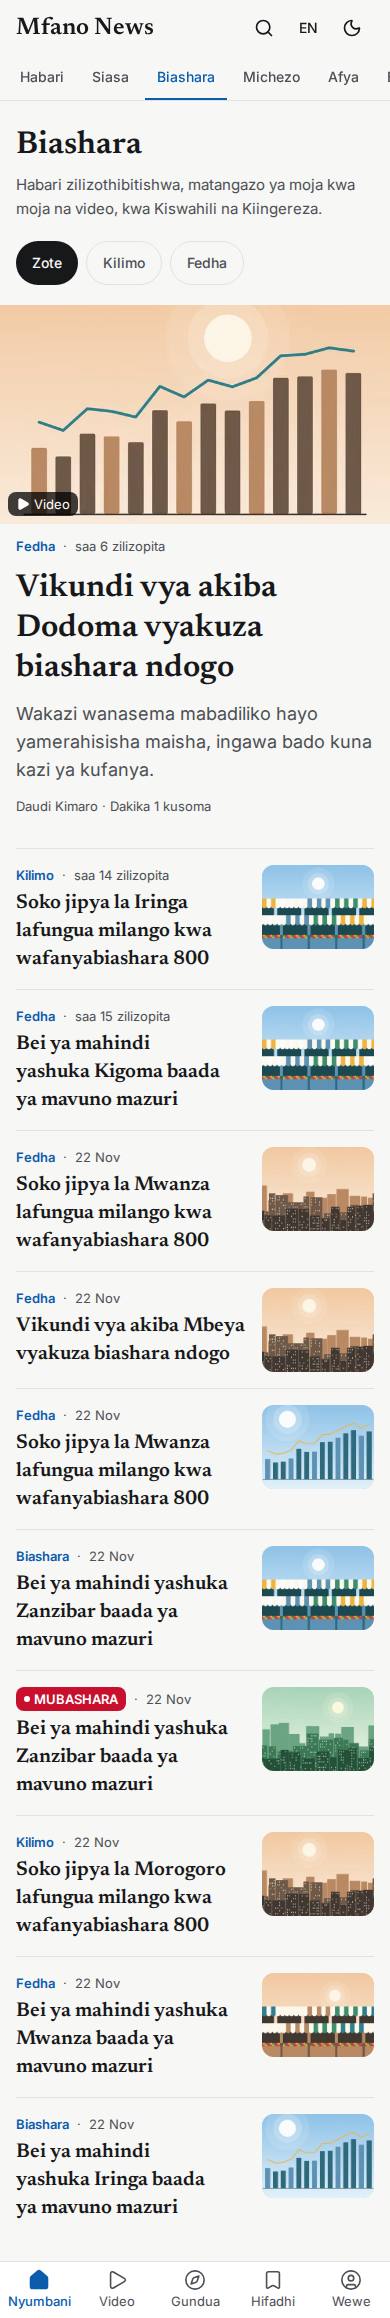 Mfano News
EN
Habari Siasa Biashara Michezo Afya
Biashara
Habari zilizothibitishwa, matangazo ya moja kwa
moja na video, kwa Kiswahili na Kiingereza.
Zote Kilimo Fedha
Video
Fedha · saa 6 zilizopita
Vikundi vya akiba
Dodoma vyakuza
biashara ndogo
Wakazi wanasema mabadiliko hayo
yamerahisisha maisha, ingawa bado kuna
kazi ya kufanya.
Daudi Kimaro · Dakika 1 kusoma
Kilimo · saa 14 zilizopita
Soko jipya la Iringa
lafungua milango kwa
wafanyabiashara 800
Fedha · saa 15 zilizopita
Bei ya mahindi
yashuka Kigoma baada
ya mavuno mazuri
Fedha · 22 Nov
Soko jipya la Mwanza
lafungua milango kwa
wafanyabiashara 800
Fedha · 22 Nov
Vikundi vya akiba Mbeya
vyakuza biashara ndogo
Fedha · 22 Nov
Soko jipya la Mwanza
lafungua milango kwa
wafanyabiashara 800
Biashara · 22 Nov
Bei ya mahindi yashuka
Zanzibar baada ya
mavuno mazuri
MUBASHARA · 22 Nov
Bei ya mahindi yashuka
Zanzibar baada ya
mavuno mazuri
Kilimo · 22 Nov
Soko jipya la Morogoro
lafungua milango kwa
wafanyabiashara 800
Fedha · 22 Nov
Bei ya mahindi yashuka
Mwanza baada ya
mavuno mazuri
Biashara · 22 Nov
Bei ya mahindi
yashuka Iringa baada
ya mavuno mazuri
Nyumbani Video Gundua Hifadhi Wewe